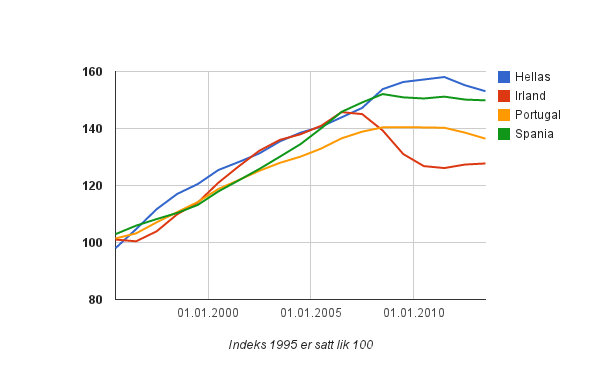 160
140
120
100
80
01.01.2000 01.01.2005 01.01.2010
Hellas
Irland
Portugal
Spania
Indeks 1995 er satt lik 100